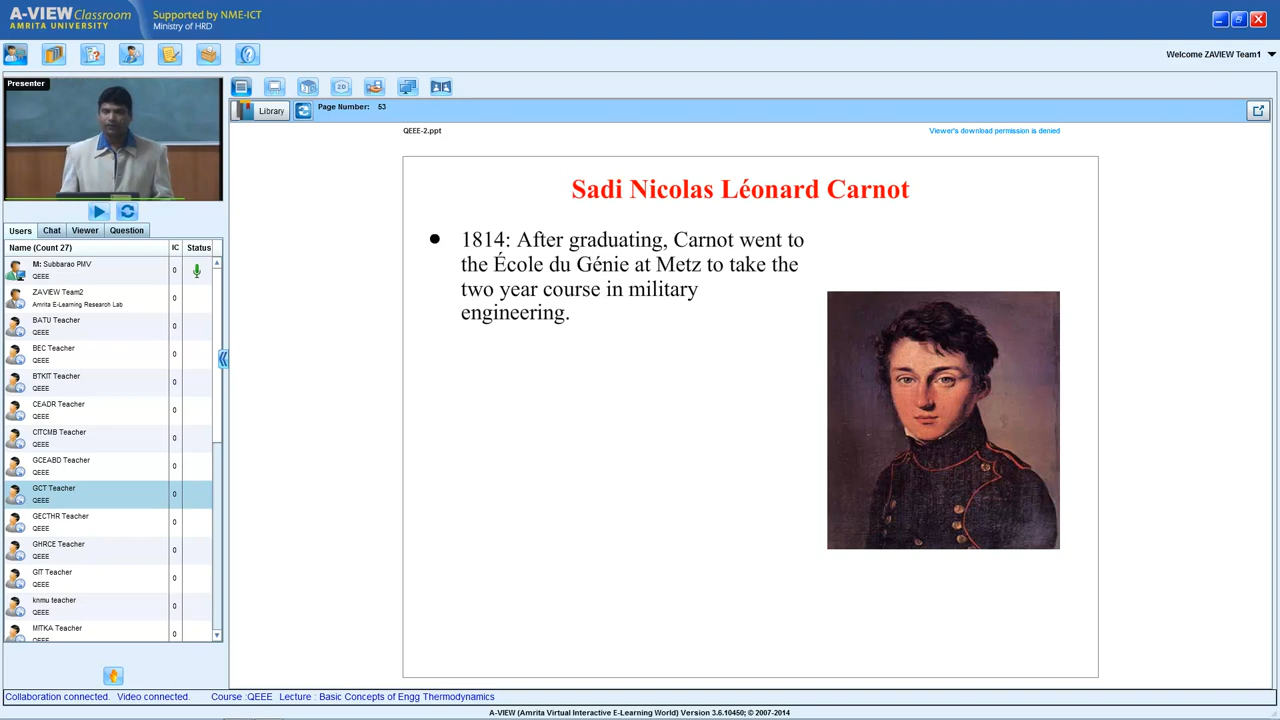 A-VIEW Classroom
AMRITA UNIVERSITY
Supported by NME-ICT
Ministry of HRD
Welcome ZAVIEW Team1
Presenter
Library
Page Number: 53
QEEE-2.ppt
Viewer's download permission is denied
Sadi Nicolas Léonard Carnot
● 1814: After graduating, Carnot went to
the École du Génie at Metz to take the
two year course in military
engineering.
Users Chat Viewer Question
Name (Count 27) IC Status
M: Subbarao PMV
QEEE
0
ZAVIEW Team2
Amrita E-Learning Research Lab
0
BATU Teacher
QEEE
0
BEC Teacher
QEEE
0
BTKIT Teacher
QEEE
0
CEADR Teacher
QEEE
0
CITCMB Teacher
QEEE
0
GCEABD Teacher
QEEE
0
GCT Teacher
QEEE
0
GECTHR Teacher
QEEE
0
GHRCE Teacher
QEEE
0
GIT Teacher
QEEE
0
knmu teacher
QEEE
0
MITKA Teacher
QEEE
0
2D
Collaboration connected. Video connected. Course :QEEE Lecture : Basic Concepts of Engg Thermodynamics
A-VIEW (Amrita Virtual Interactive E-Learning World) Version 3.6.10450; © 2007-2014